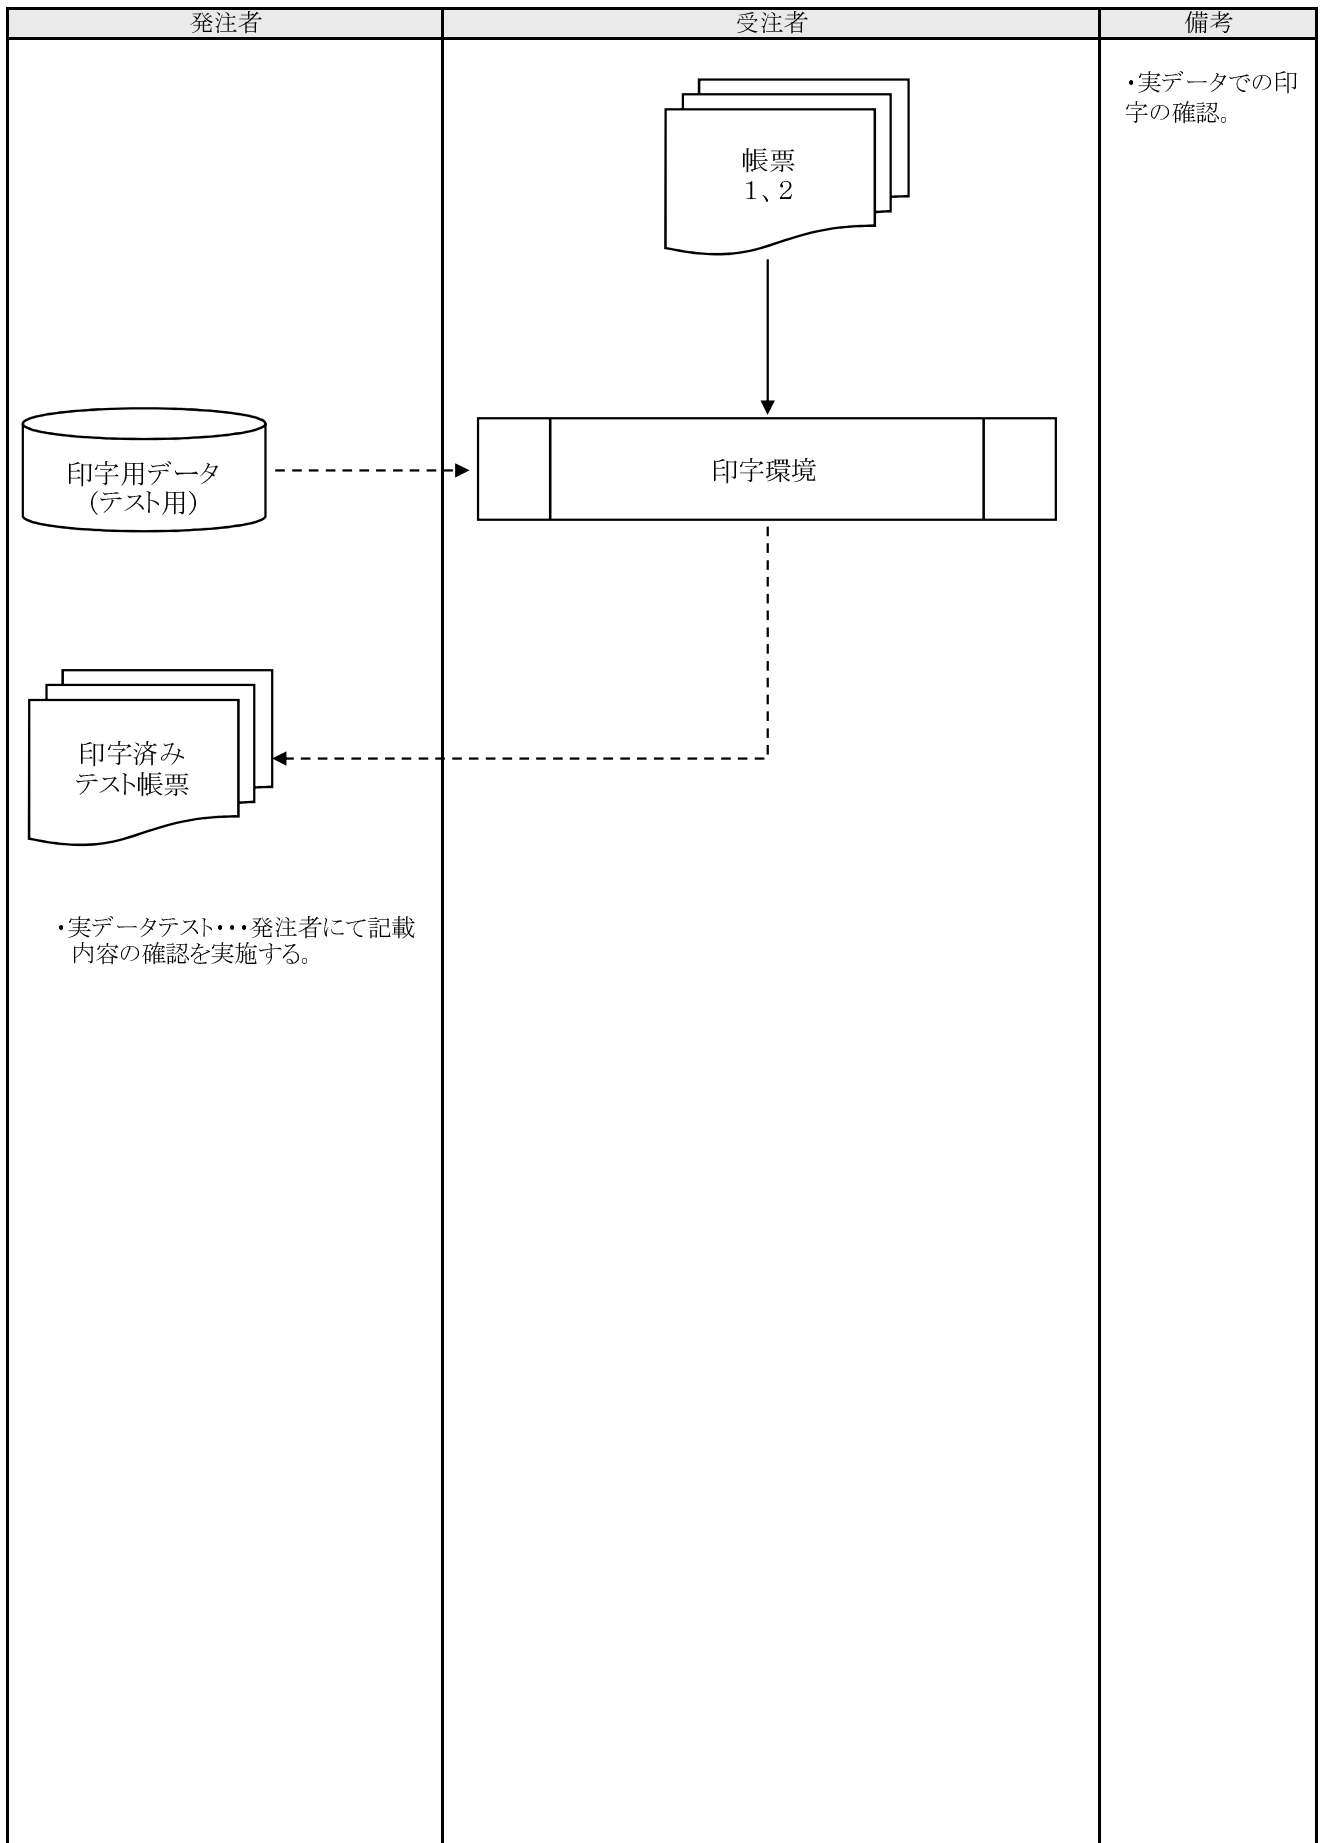 発注者
受注者
備考
・実データでの印
字の確認。
帳票
１、２
印字用データ
（テスト用）
印字環境
印字済み
テスト帳票
・実データテスト・・・発注者にて記載
内容の確認を実施する。